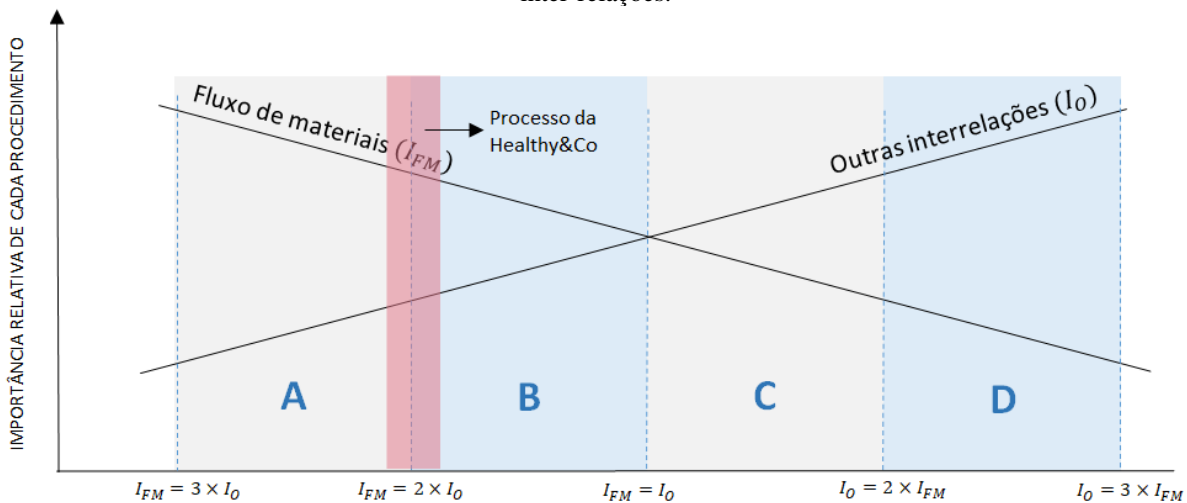 inter-relações.
IMPORTÂNCIA RELATIVA DE CADA PROCEDIMENTO
Fluxo de materiais (I_FM)
Processo da
Healthy&Co
Outras interrelações (I_O)
A
B
C
D
I_FM = 3 × I_O
I_FM = 2 × I_O
I_FM = I_O
I_O = 2 × I_FM
I_O = 3 × I_FM